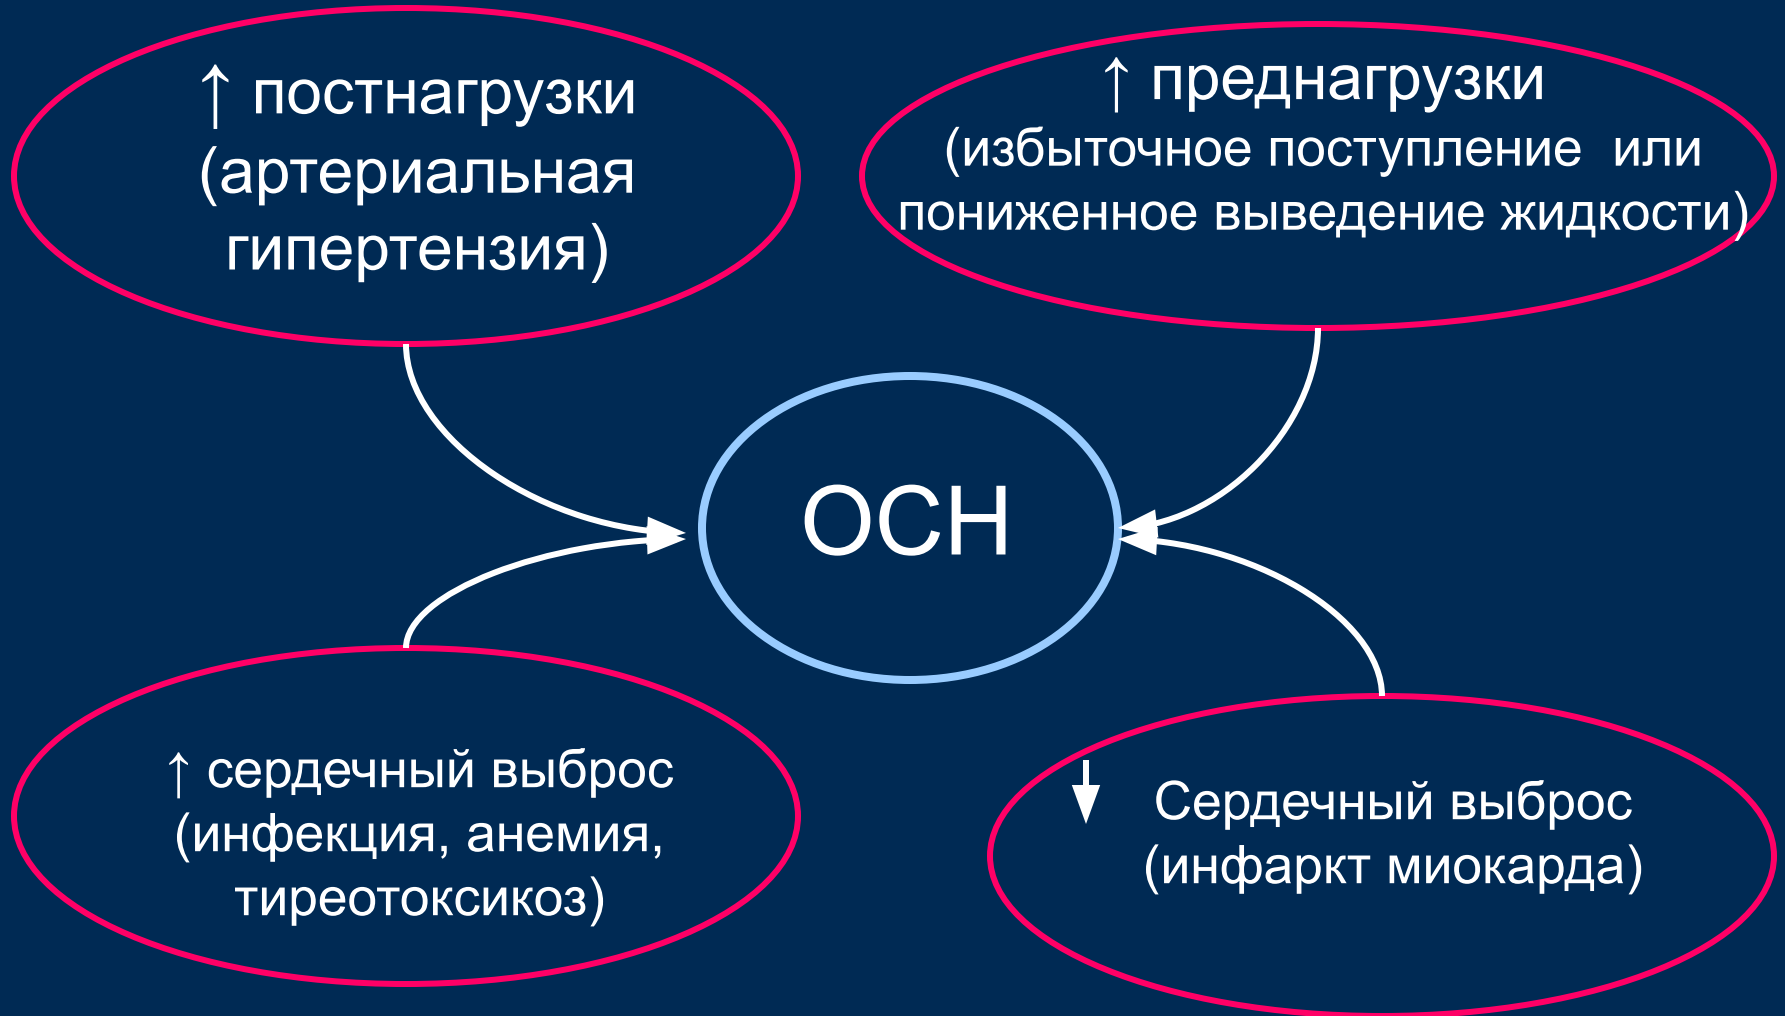 ↑ постнагрузки
(артериальная
гипертензия)
↑ преднагрузки
(избыточное поступление или
пониженное выведение жидкости)
ОСН
↑ сердечный выброс
(инфекция, анемия,
тиреотоксикоз)
Сердечный выброс
(инфаркт миокарда)